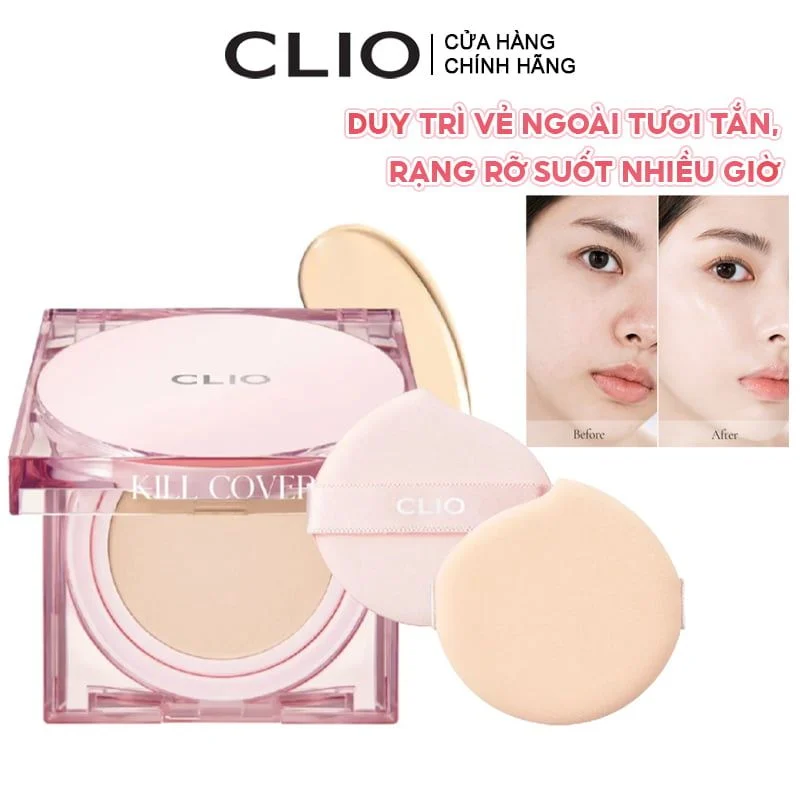 CLIO
CỬA HÀNG
CHÍNH HÃNG
DUY TRÌ VẺ NGOÀI TƯƠI TẮN,
RẠNG RỠ SUỐT NHIỀU GIỜ
Before
After
CLIO
KILL COVER
CLIO